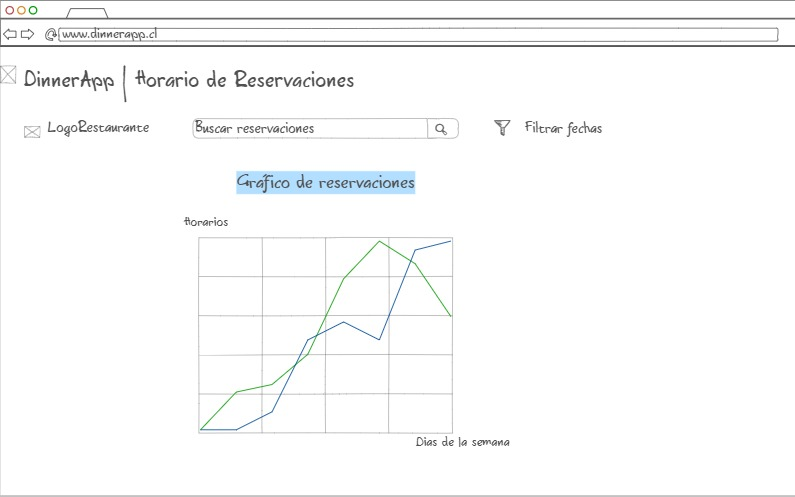 www.dinnerapp.cl
DinnerApp | Horario de Reservaciones
LogoRestaurante
Buscar reservaciones
Filtrar fechas
Gráfico de reservaciones
Horarios
Dias de la semana